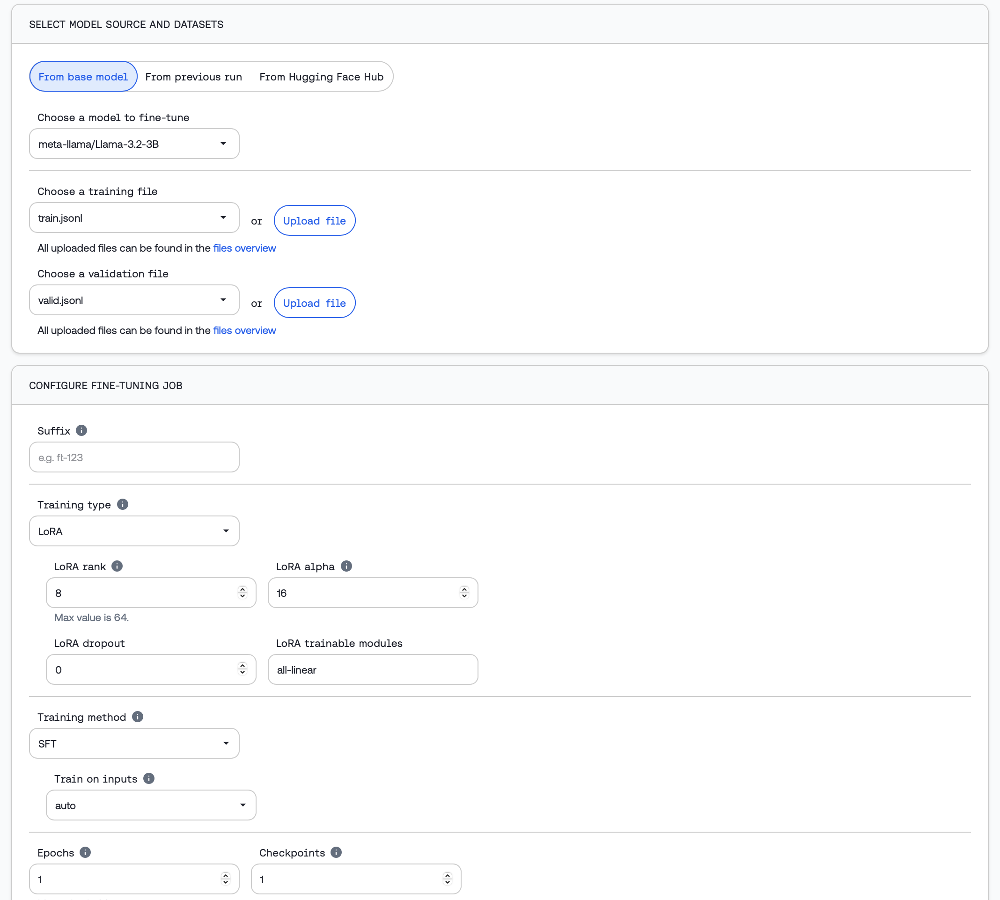 SELECT MODEL SOURCE AND DATASETS
From base model From previous run From Hugging Face Hub
Choose a model to fine-tune
meta-llama/Llama-3.2-3B
Choose a training file
train.jsonl or Upload file
All uploaded files can be found in the files overview
Choose a validation file
valid.jsonl or Upload file
All uploaded files can be found in the files overview
CONFIGURE FINE-TUNING JOB
Suffix
e.g. ft-123
Training type
LoRA
LoRA rank LoRA alpha
8 16
Max value is 64.
LoRA dropout LoRA trainable modules
0 all-linear
Training method
SFT
Train on inputs
auto
Epochs Checkpoints
1 1